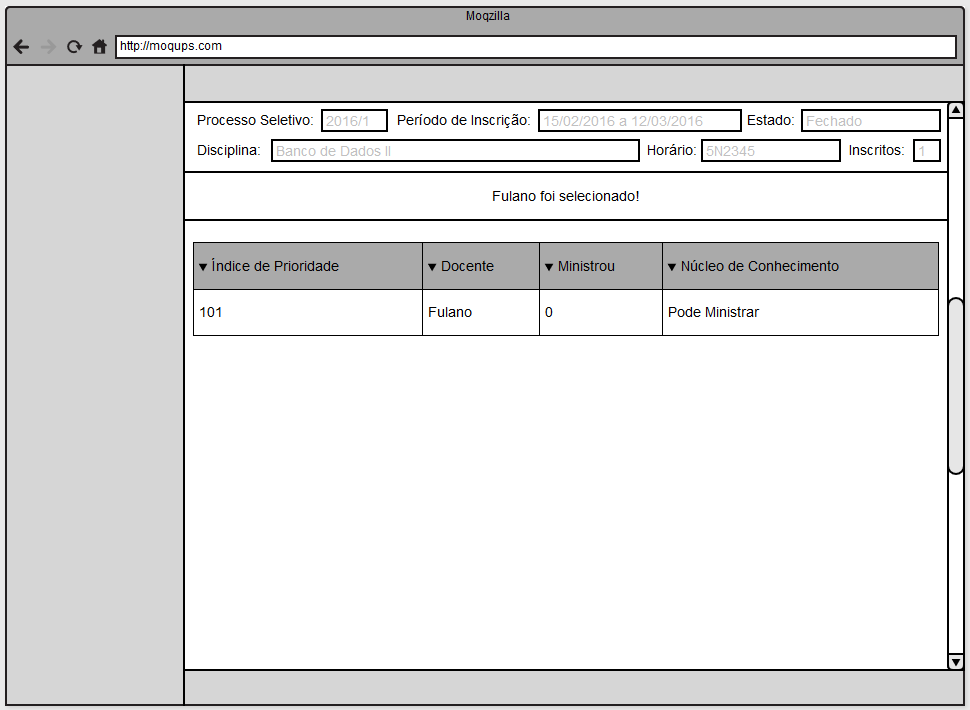 Moqzilla
http://moqups.com
Processo Seletivo: 2016/1 Período de Inscrição: 15/02/2016 a 12/03/2016 Estado: Fechado
Disciplina: Banco de Dados II Horário: 5N2345 Inscritos: 1
Fulano foi selecionado!
▼ Índice de Prioridade ▼ Docente ▼ Ministrou ▼ Núcleo de Conhecimento
101 Fulano 0 Pode Ministrar